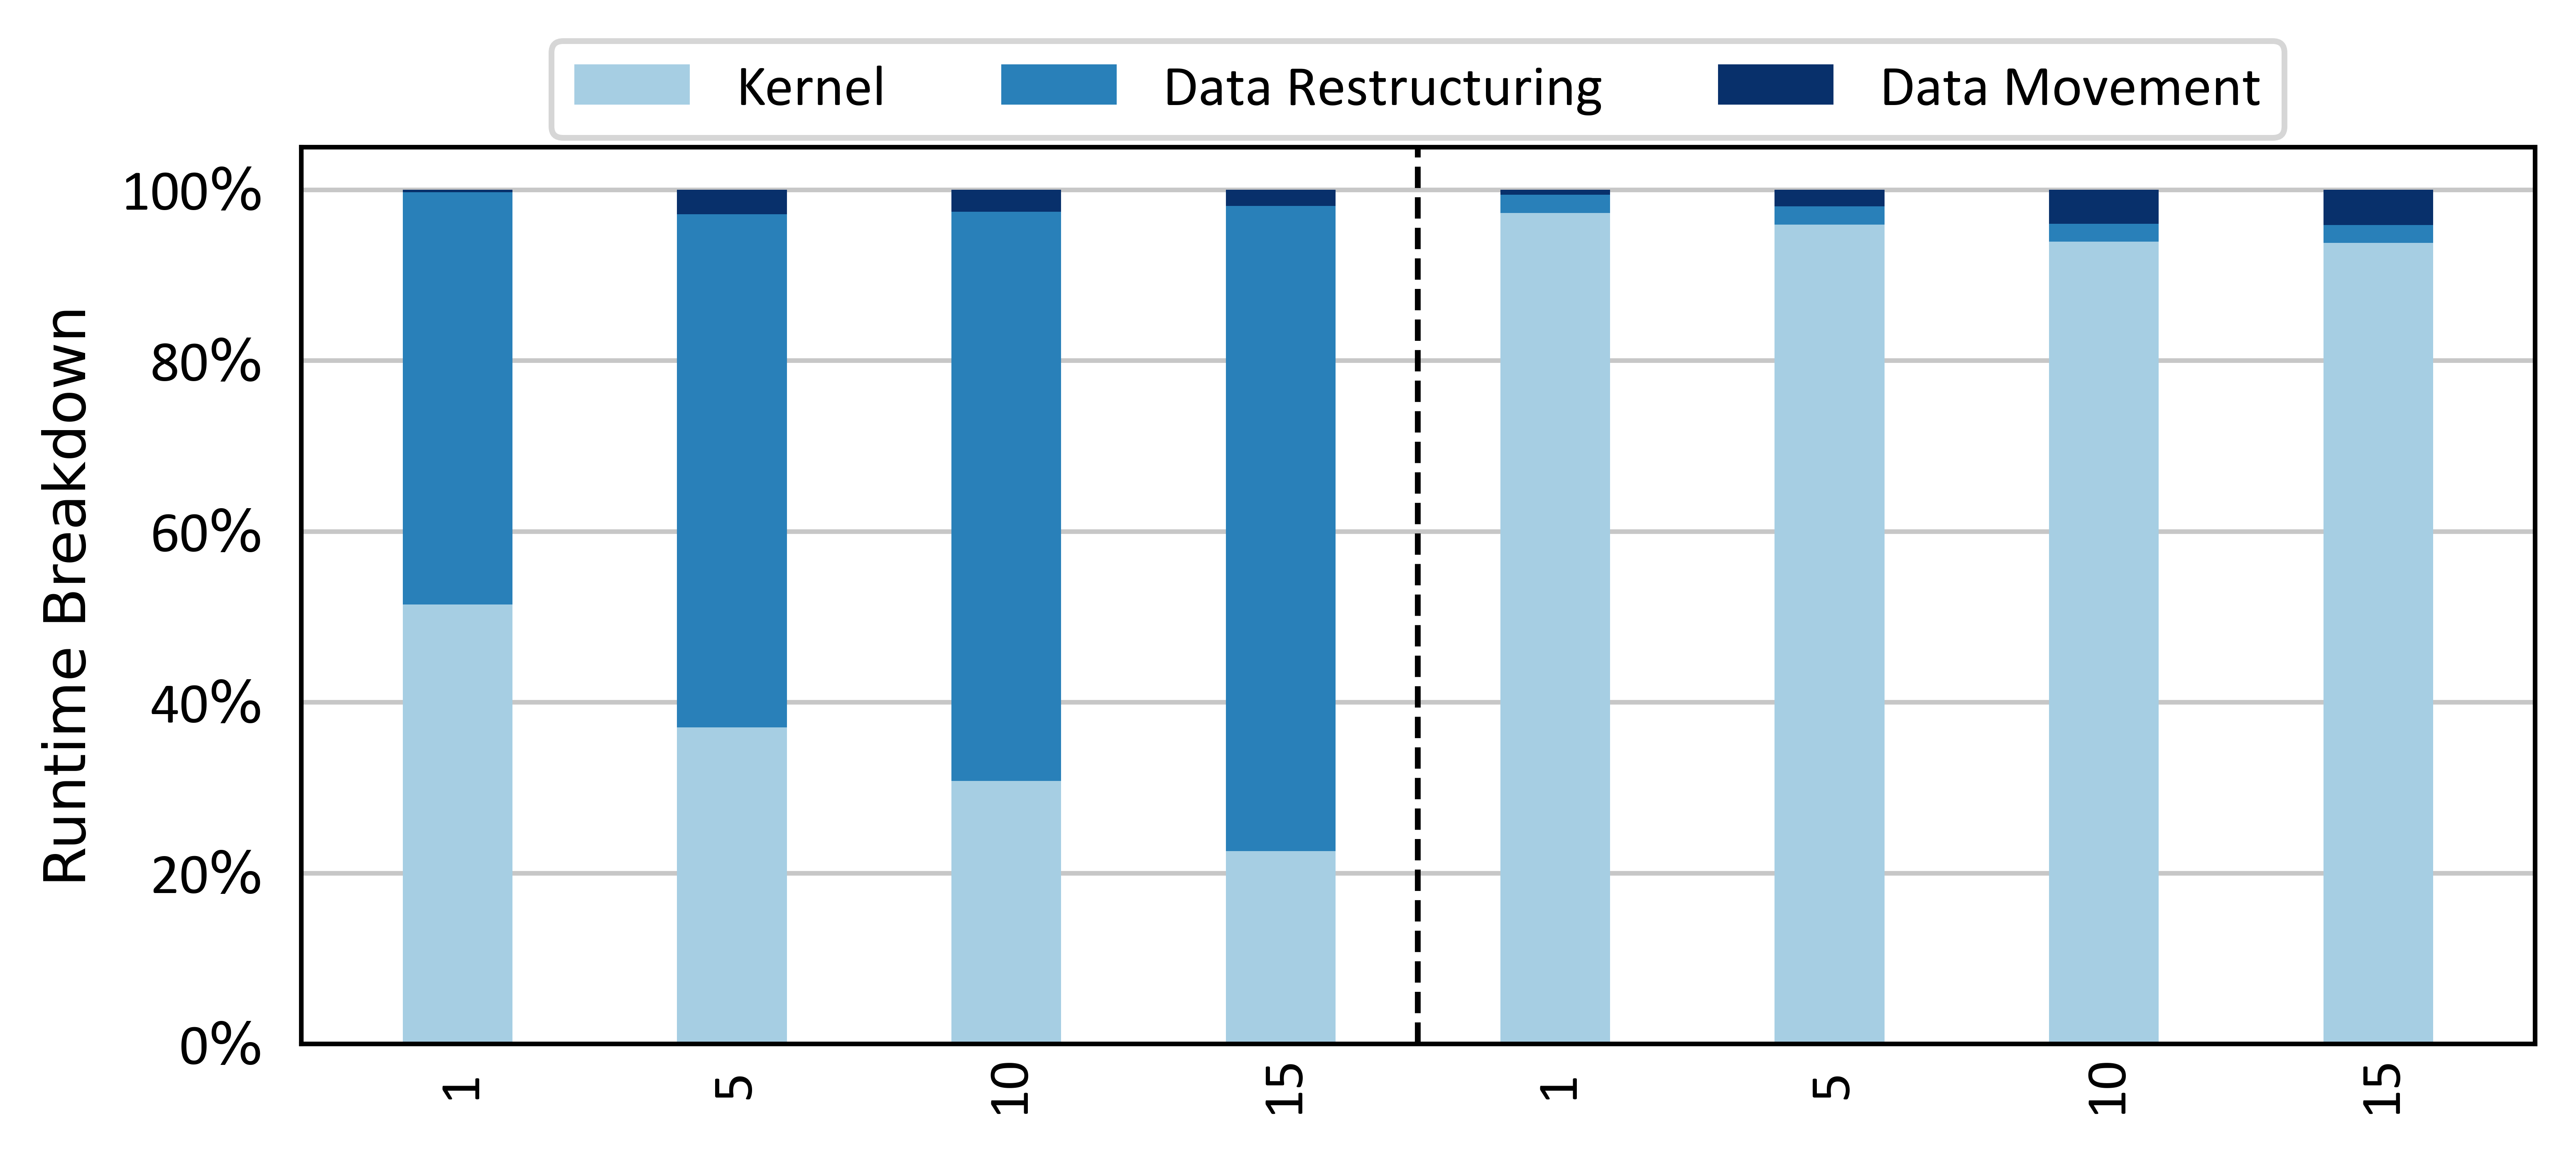 Kernel Data Restructuring Data Movement
Runtime Breakdown
100%
80%
60%
40%
20%
0%
1 5 10 15 1 5 10 15